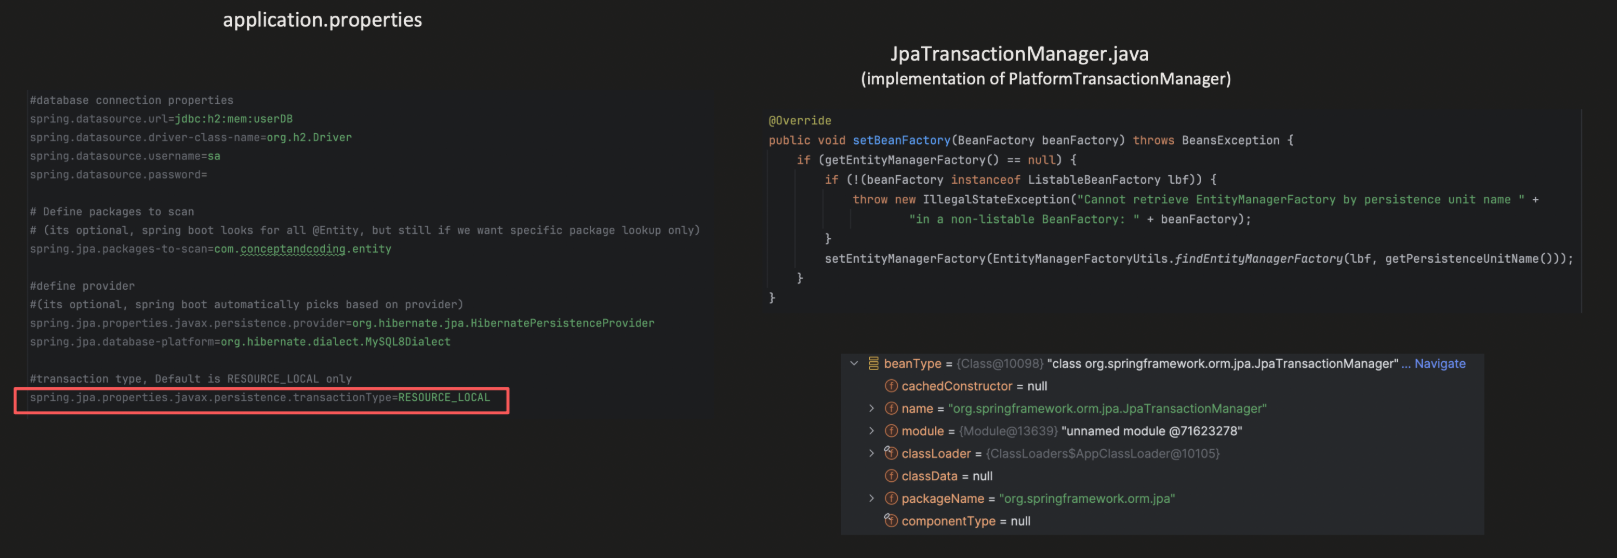 application.properties
#database connection properties
spring.datasource.url=jdbc:h2:mem:userDB
spring.datasource.driver-class-name=org.h2.Driver
spring.datasource.username=sa
spring.datasource.password=
# Define packages to scan
# (its optional, spring boot looks for all @Entity, but still if we want specific package lookup only)
spring.jpa.packages-to-scan=com.conceptandcoding.entity
#define provider
#(its optional, spring boot automatically picks based on provider)
spring.jpa.properties.javax.persistence.provider=org.hibernate.jpa.HibernatePersistenceProvider
spring.jpa.database-platform=org.hibernate.dialect.MySQL8Dialect
#transaction type, Default is RESOURCE_LOCAL only
spring.jpa.properties.javax.persistence.transactionType=RESOURCE_LOCAL
JpaTransactionManager.java
(implementation of PlatformTransactionManager)
@Override
public void setBeanFactory(BeanFactory beanFactory) throws BeansException {
if (getEntityManagerFactory() == null) {
if (!(beanFactory instanceof ListableBeanFactory lbf)) {
throw new IllegalStateException("Cannot retrieve EntityManagerFactory by persistence unit name " +
"in a non-listable BeanFactory: " + beanFactory);
}
setEntityManagerFactory(EntityManagerFactoryUtils.findEntityManagerFactory(lbf, getPersistenceUnitName()));
}
}
beanType = {Class@10098} "class org.springframework.orm.jpa.JpaTransactionManager" ... Navigate
cachedConstructor = null
name = "org.springframework.orm.jpa.JpaTransactionManager"
module = {Module@13639} "unnamed module @71623278"
classLoader = {ClassLoaders$AppClassLoader@10105}
classData = null
packageName = "org.springframework.orm.jpa"
componentType = null